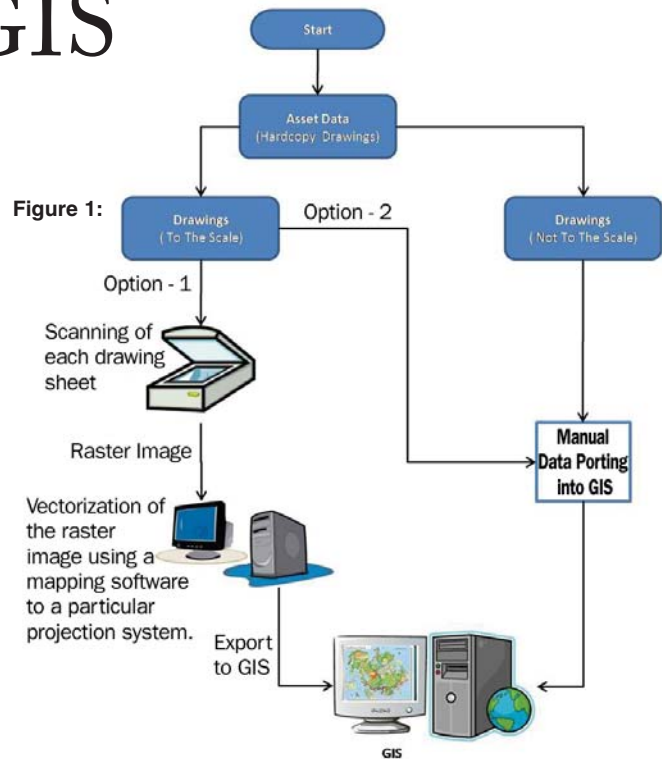 GIS
Start
Asset Data
(Hardcopy Drawings)
Figure 1:
Drawings
( To The Scale)
Option - 2
Drawings
( Not To The Scale)
Option - 1
Scanning of
each drawing
sheet
Raster Image
Manual
Data Porting
into GIS
Vectorization of
the raster
image using a
mapping software
to a particular
projection system.
Export
to GIS
GIS